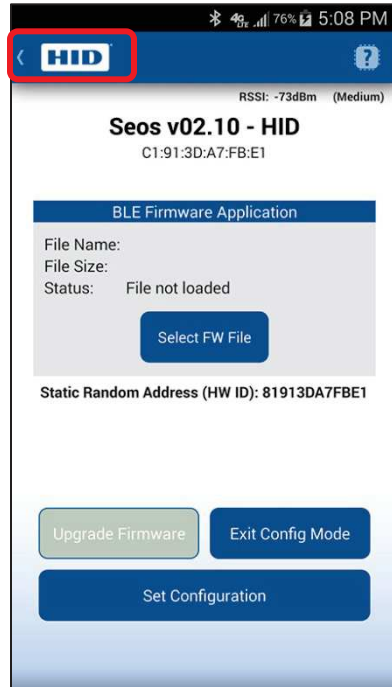 4G LTE 76% 5:08 PM
HID
?
RSSI: -73dBm (Medium)
Seos v02.10 - HID
C1:91:3D:A7:FB:E1
BLE Firmware Application
File Name:
File Size:
Status: File not loaded
Select FW File
Static Random Address (HW ID): 81913DA7FBE1
Upgrade Firmware
Exit Config Mode
Set Configuration